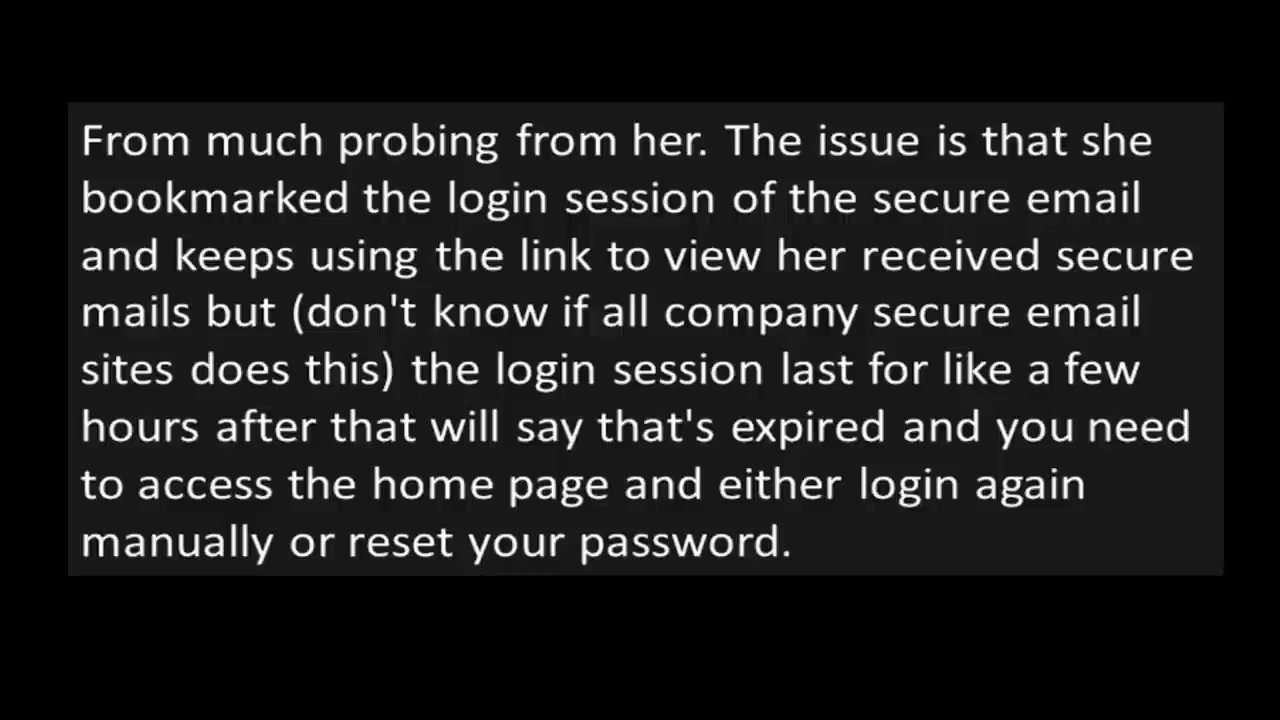 From much probing from her. The issue is that she
bookmarked the login session of the secure email
and keeps using the link to view her received secure
mails but (don't know if all company secure email
sites does this) the login session last for like a few
hours after that will say that's expired and you need
to access the home page and either login again
manually or reset your password.